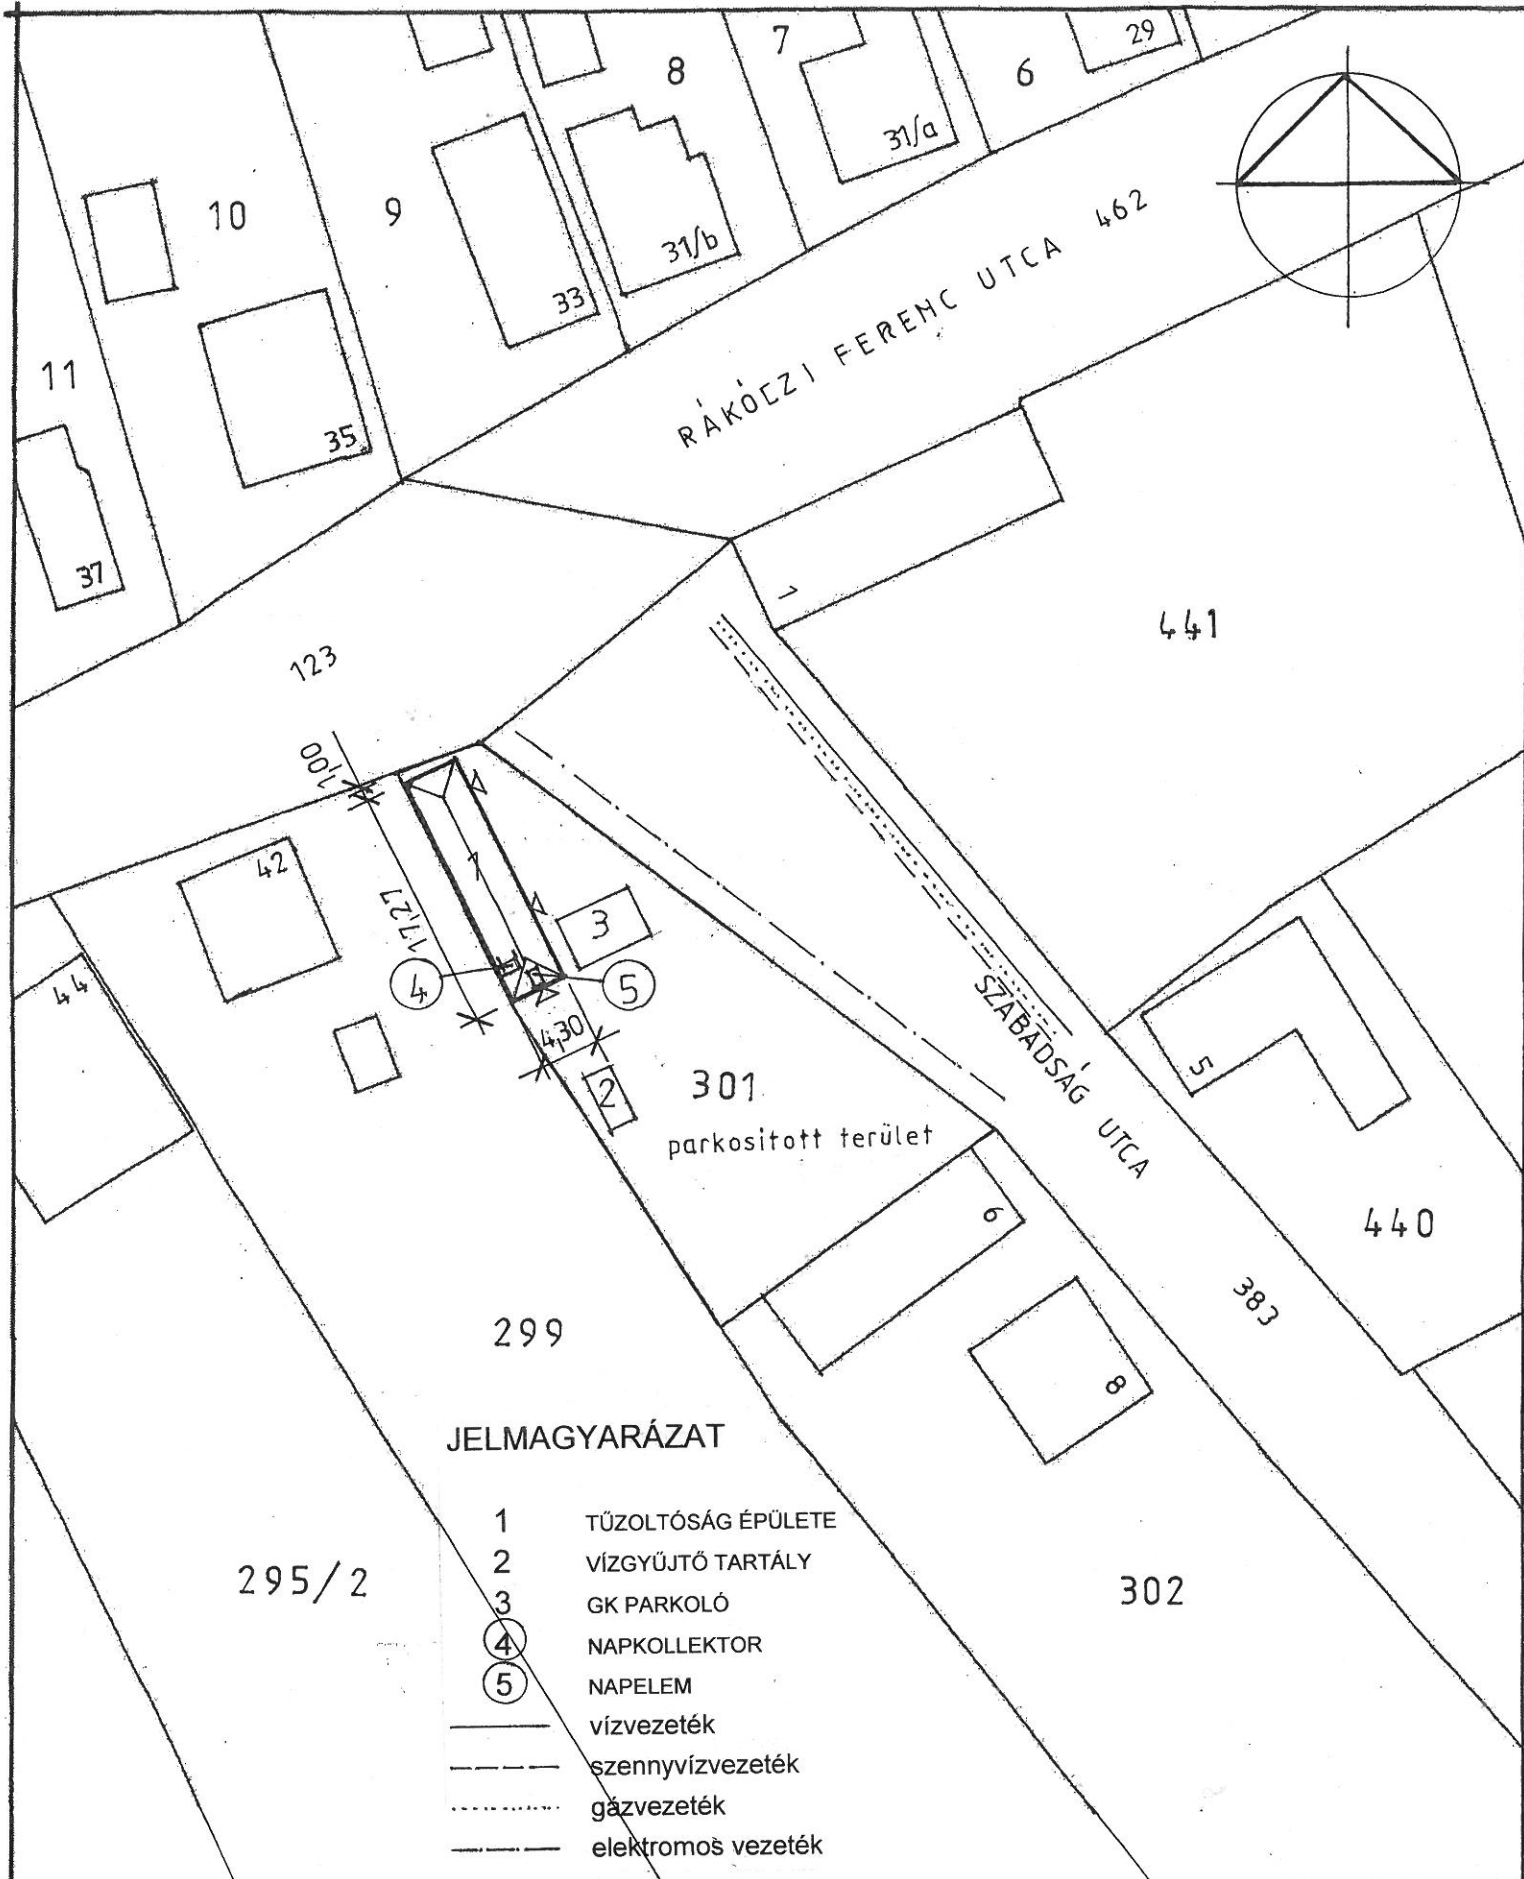 29
7
8
6
31/a
10
9
31/b
462
33
RÁKÓCZI FERENC UTCA
11
35
37
1
441
123
1,00
42
1
17,27
3
44
4
5
SZABADSÁG UTCA
4,30
5
2
301
parkosított terület
6
440
383
299
8
JELMAGYARÁZAT
1 TŰZOLTÓSÁG ÉPÜLETE
2 VÍZGYŰJTŐ TARTÁLY
3 GK PARKOLÓ
4 NAPKOLLEKTOR
5 NAPELEM
vízvezeték
szennyvízvezeték
gázvezeték
elektromos vezeték
295/2
302